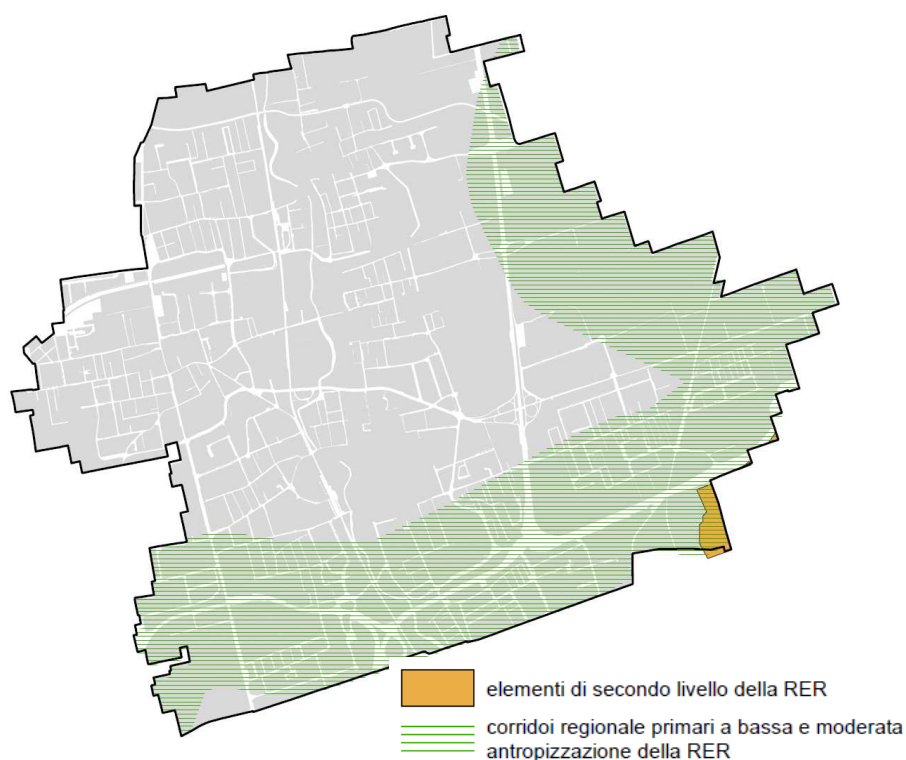 elementi di secondo livello della RER
corridoi regionale primari a bassa e moderata
antropizzazione della RER